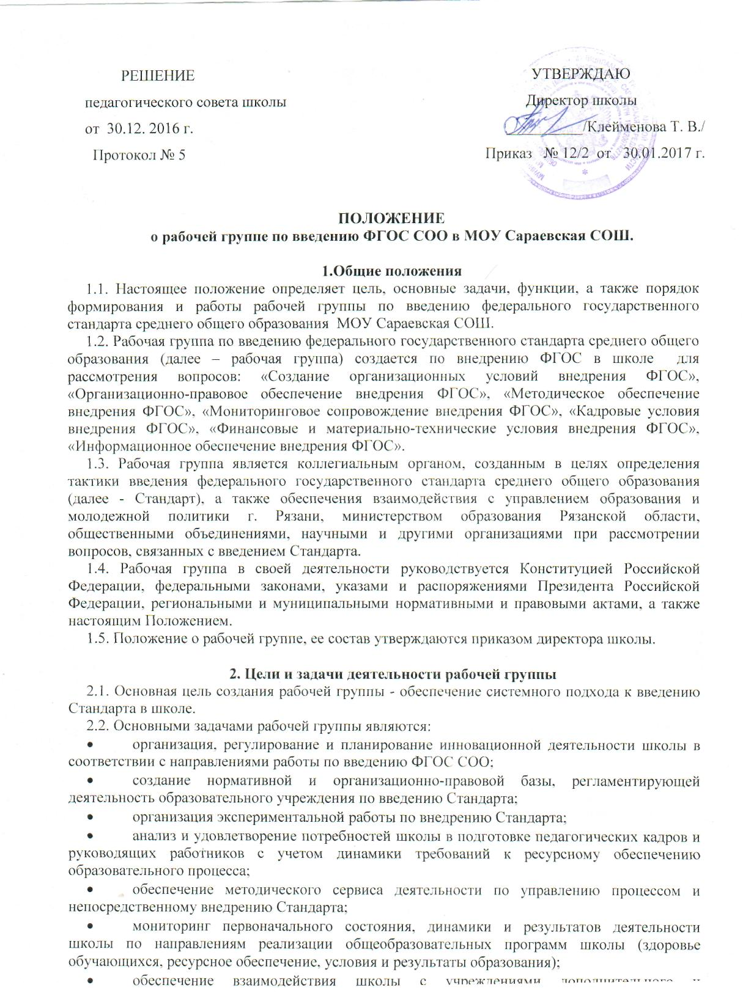 РЕШЕНИЕ
педагогического совета школы
от 30.12. 2016 г.
Протокол № 5
УТВЕРЖДАЮ
Директор школы
/Клейменова Т. В./
Приказ № 12/2 от 30.01.2017 г.
ПОЛОЖЕНИЕ
о рабочей группе по введению ФГОС СОО в МОУ Сараевская СОШ.
1.Общие положения
1.1. Настоящее положение определяет цель, основные задачи, функции, а также порядок
формирования и работы рабочей группы по введению федерального государственного
стандарта среднего общего образования МОУ Сараевская СОШ.
1.2. Рабочая группа по введению федерального государственного стандарта среднего общего
образования (далее – рабочая группа) создается по внедрению ФГОС в школе для
рассмотрения вопросов: «Создание организационных условий внедрения ФГОС»,
«Организационно-правовое обеспечение внедрения ФГОС», «Методическое обеспечение
внедрения ФГОС», «Мониторинговое сопровождение внедрения ФГОС», «Кадровые условия
внедрения ФГОС», «Финансовые и материально-технические условия внедрения ФГОС»,
«Информационное обеспечение внедрения ФГОС».
1.3. Рабочая группа является коллегиальным органом, созданным в целях определения
тактики введения федерального государственного стандарта среднего общего образования
(далее - Стандарт), а также обеспечения взаимодействия с управлением образования и
молодежной политики г. Рязани, министерством образования Рязанской области,
общественными объединениями, научными и другими организациями при рассмотрении
вопросов, связанных с введением Стандарта.
1.4. Рабочая группа в своей деятельности руководствуется Конституцией Российской
Федерации, федеральными законами, указами и распоряжениями Президента Российской
Федерации, региональными и муниципальными нормативными и правовыми актами, а также
настоящим Положением.
1.5. Положение о рабочей группе, ее состав утверждаются приказом директора школы.
2. Цели и задачи деятельности рабочей группы
2.1. Основная цель создания рабочей группы - обеспечение системного подхода к введению
Стандарта в школе.
2.2. Основными задачами рабочей группы являются:
• организация, регулирование и планирование инновационной деятельности школы в
соответствии с направлениями работы по введению ФГОС СОО;
• создание нормативной и организационно-правовой базы, регламентирующей
деятельность образовательного учреждения по введению Стандарта;
• организация экспериментальной работы по внедрению Стандарта;
• анализ и удовлетворение потребностей школы в подготовке педагогических кадров и
руководящих работников с учетом динамики требований к ресурсному обеспечению
образовательного процесса;
• обеспечение методического сервиса деятельности по управлению процессом и
непосредственному внедрению Стандарта;
• мониторинг первоначального состояния, динамики и результатов деятельности
школы по направлениям реализации общеобразовательных программ школы (здоровье
обучающихся, ресурсное обеспечение, условия и результаты образования);
• обеспечение взаимодействия школы с учреждениями дополнительного и